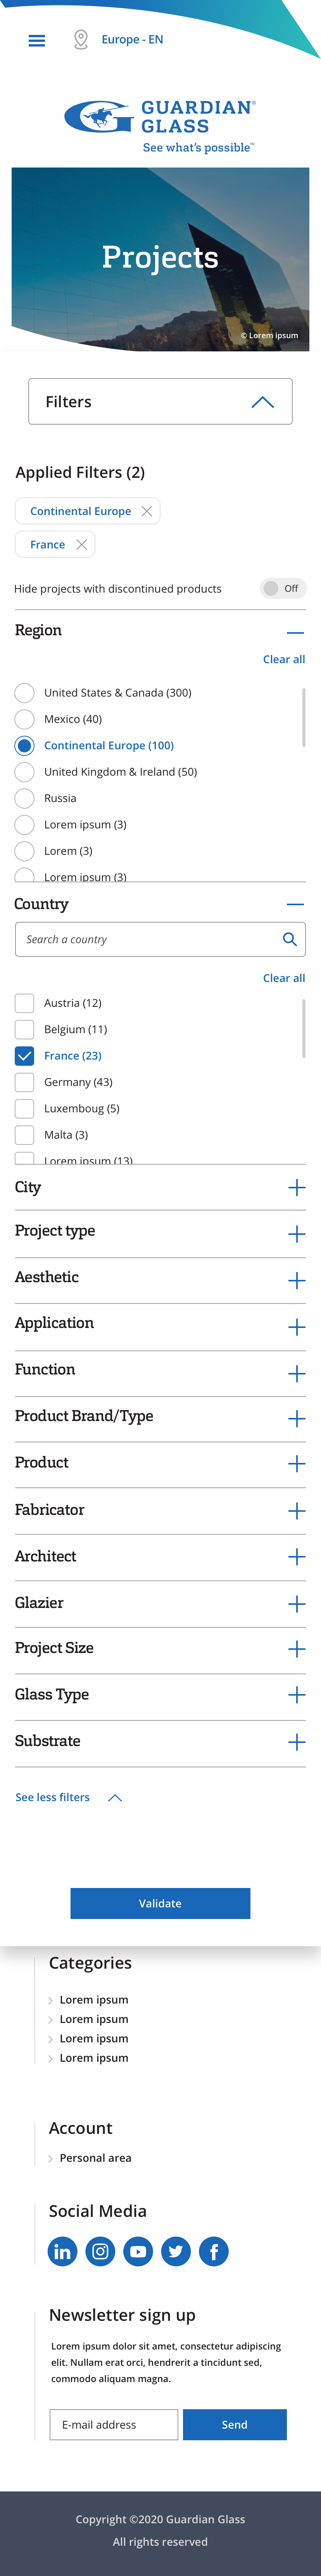 Europe - EN
GUARDIAN®
GLASS
See what's possible™
Projects
© Lorem ipsum
Filters
Applied Filters (2)
Continental Europe
France
Hide projects with discontinued products
Off
Region
Clear all
United States & Canada (300)
Mexico (40)
Continental Europe (100)
United Kingdom & Ireland (50)
Russia
Lorem ipsum (3)
Lorem (3)
Lorem ipsum (3)
Country
Search a country
Clear all
Austria (12)
Belgium (11)
France (23)
Germany (43)
Luxemboug (5)
Malta (3)
Lorem ipsum (13)
City
Project type
Aesthetic
Application
Function
Product Brand/Type
Product
Fabricator
Architect
Glazier
Project Size
Glass Type
Substrate
See less filters
Validate
Categories
Lorem ipsum
Lorem ipsum
Lorem ipsum
Lorem ipsum
Account
Personal area
Social Media
Newsletter sign up
Lorem ipsum dolor sit amet, consectetur adipiscing
elit. Nullam erat orci, hendrerit a tincidunt sed,
commodo aliquam magna.
E-mail address
Send
Copyright ©2020 Guardian Glass
All rights reserved